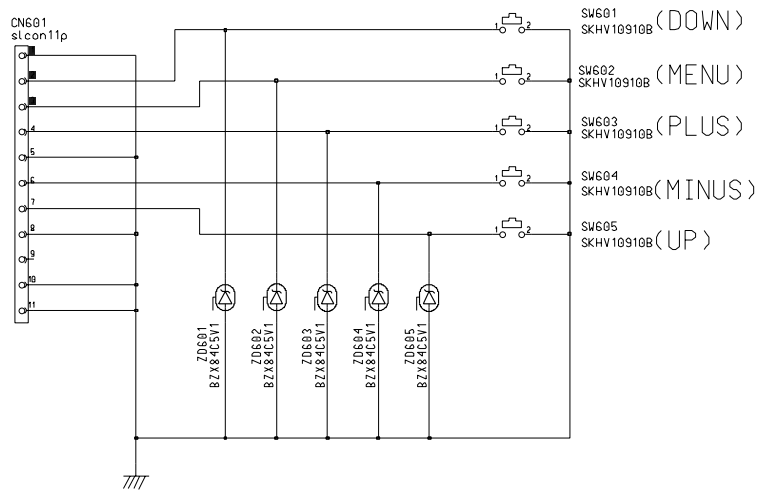 CN601
slcon11p
4
5
6
7
8
9
10
11
1 2
SW601
SKHV10910B (DOWN)
1 2
SW602
SKHV10910B (MENU)
1 2
SW603
SKHV10910B (PLUS)
1 2
SW604
SKHV10910B (MINUS)
1 2
SW605
SKHV10910B (UP)
ZD601
BZX84C5V1
ZD602
BZX84C5V1
ZD603
BZX84C5V1
ZD604
BZX84C5V1
ZD605
BZX84C5V1